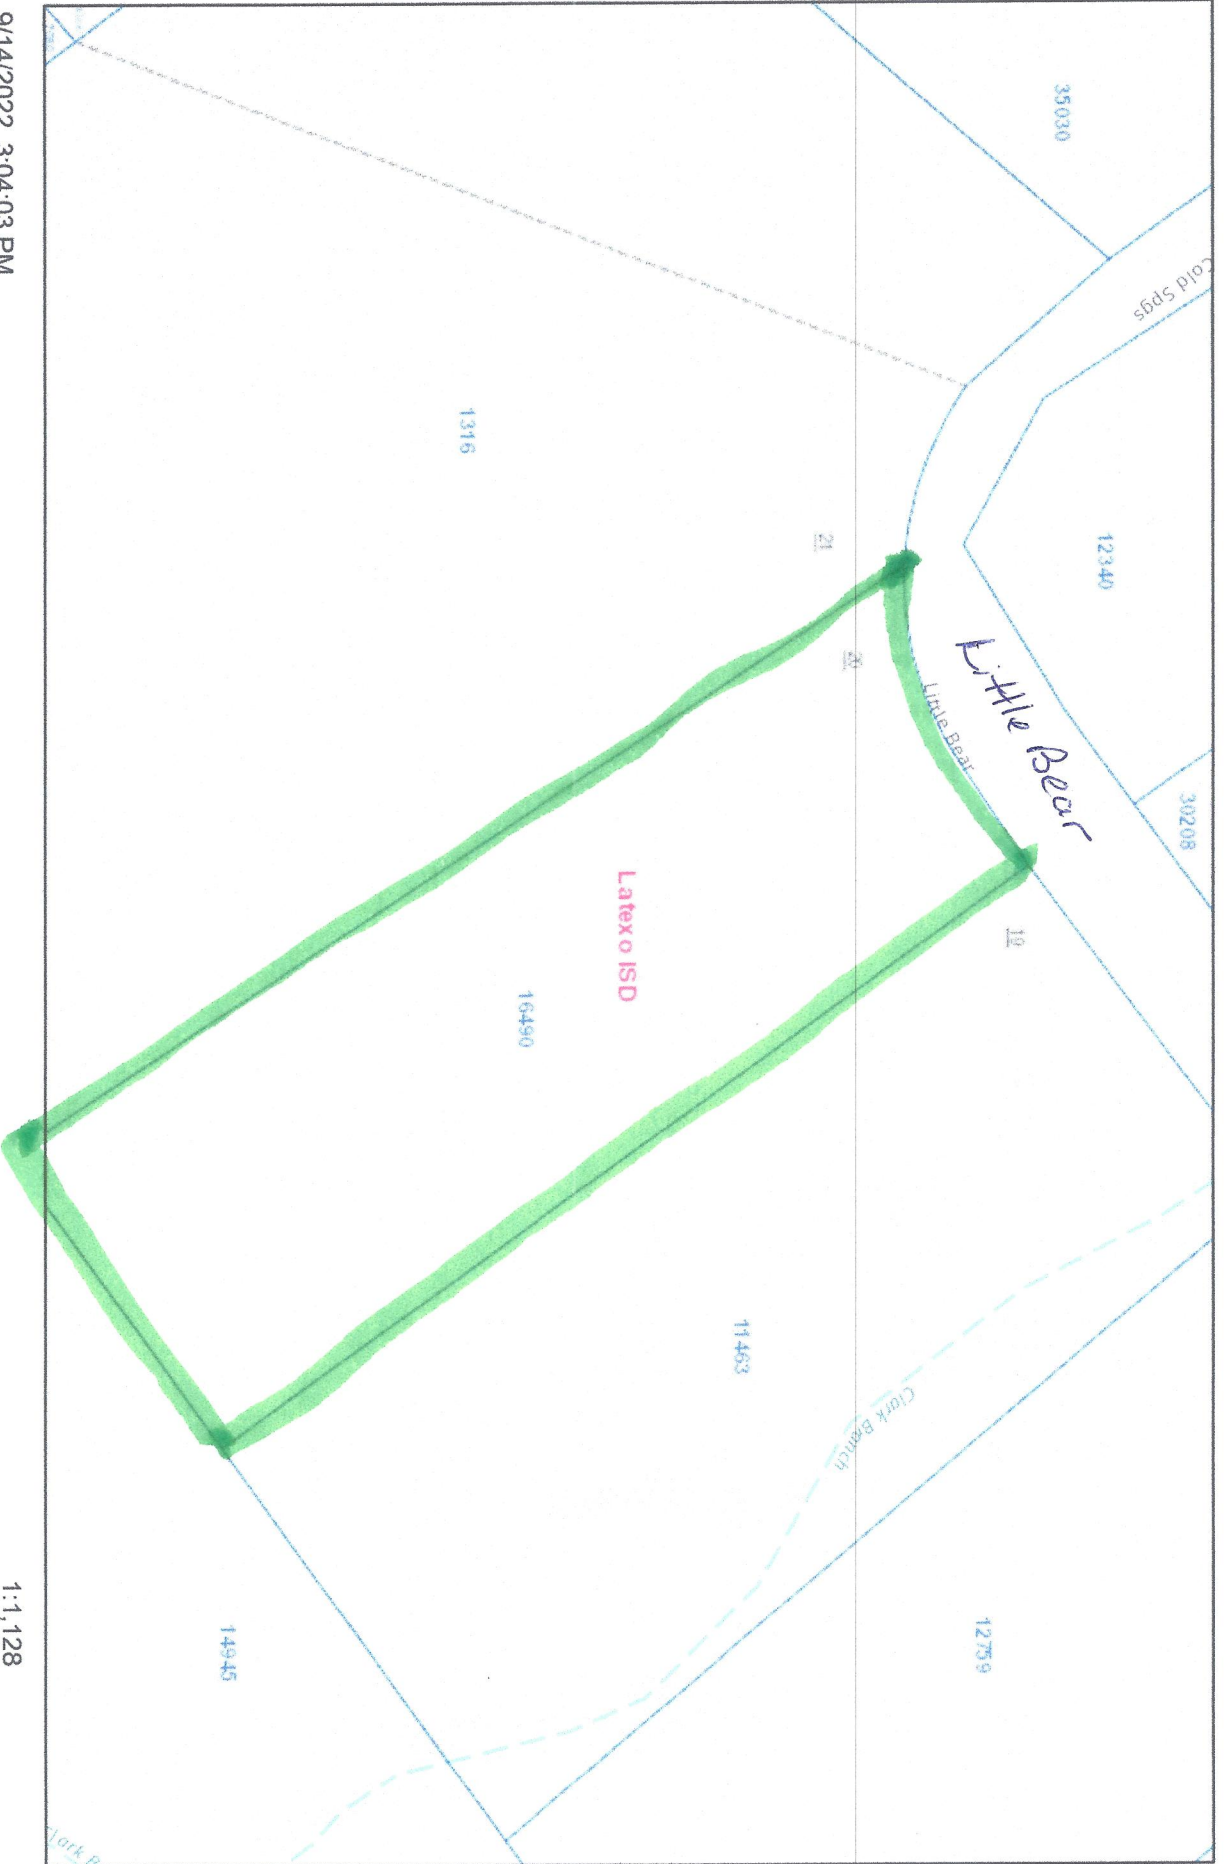 35030
Cold Spgs
12340
30208
1316
21
20
Little Bear
Little Bear
19
Latexo ISD
16490
11463
Clark Branch
12759
14945
9/14/2022 3:04:03 PM
1:1,128